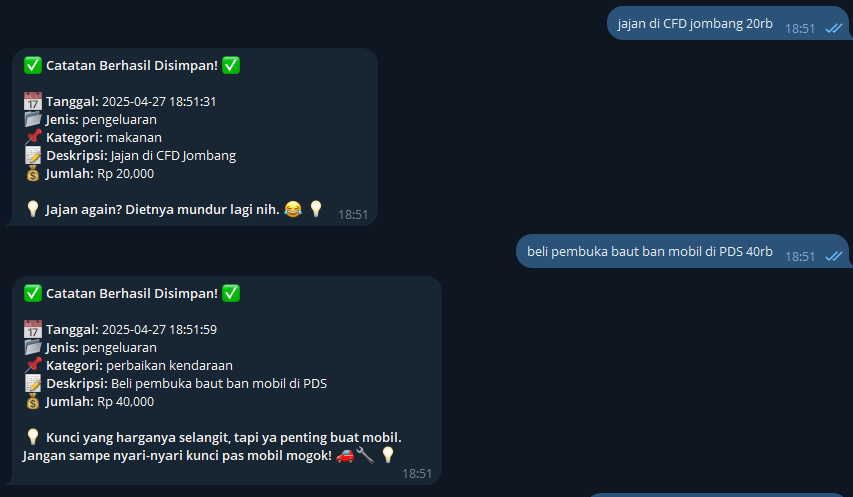 jajan di CFD jombang 20rb 18:51
✅ Catatan Berhasil Disimpan! ✅
📅 Tanggal: 2025-04-27 18:51:31
📂 Jenis: pengeluaran
📌 Kategori: makanan
📝 Deskripsi: Jajan di CFD Jombang
💰 Jumlah: Rp 20,000
💡 Jajan again? Dietnya mundur lagi nih. 😂 💡 18:51
beli pembuka baut ban mobil di PDS 40rb 18:51
✅ Catatan Berhasil Disimpan! ✅
📅 Tanggal: 2025-04-27 18:51:59
📂 Jenis: pengeluaran
📌 Kategori: perbaikan kendaraan
📝 Deskripsi: Beli pembuka baut ban mobil di PDS
💰 Jumlah: Rp 40,000
💡 Kunci yang harganya selangit, tapi ya penting buat mobil.
Jangan sampe nyari-nyari kunci pas mobil mogok! 🚗🔧 💡
18:51